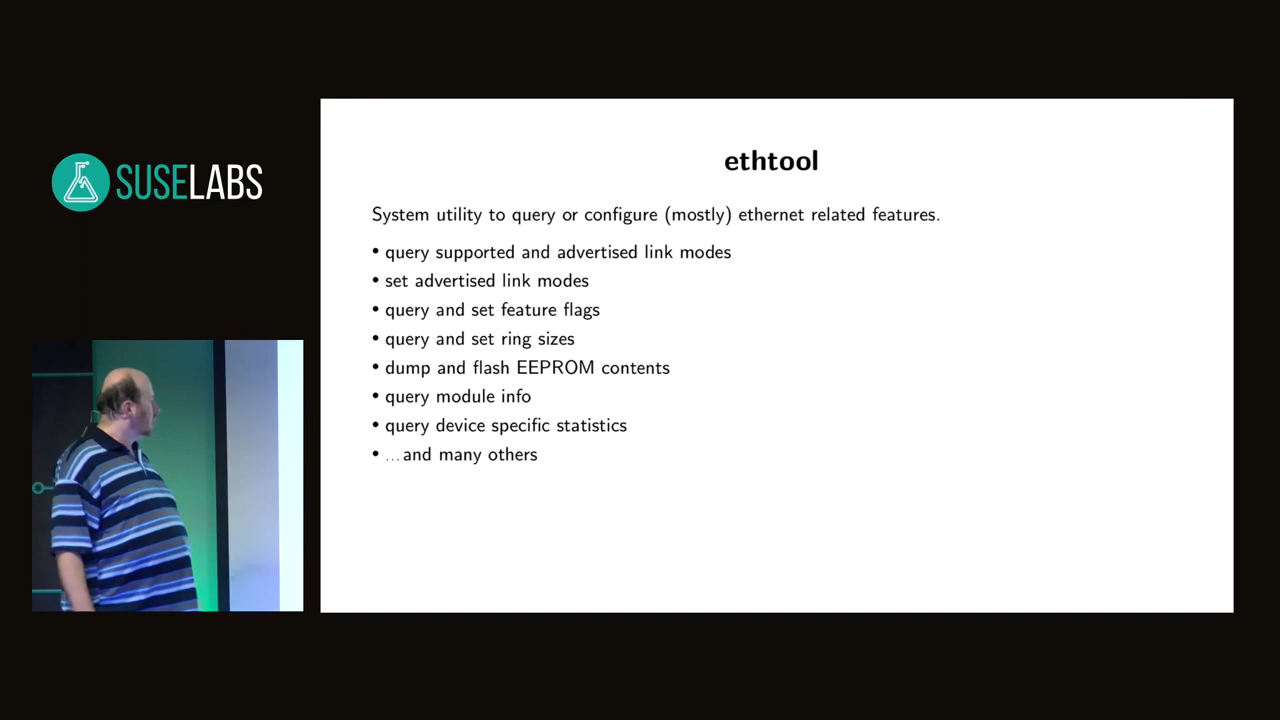 SUSELABS
ethtool
System utility to query or configure (mostly) ethernet related features.
• query supported and advertised link modes
• set advertised link modes
• query and set feature flags
• query and set ring sizes
• dump and flash EEPROM contents
• query module info
• query device specific statistics
• ...and many others